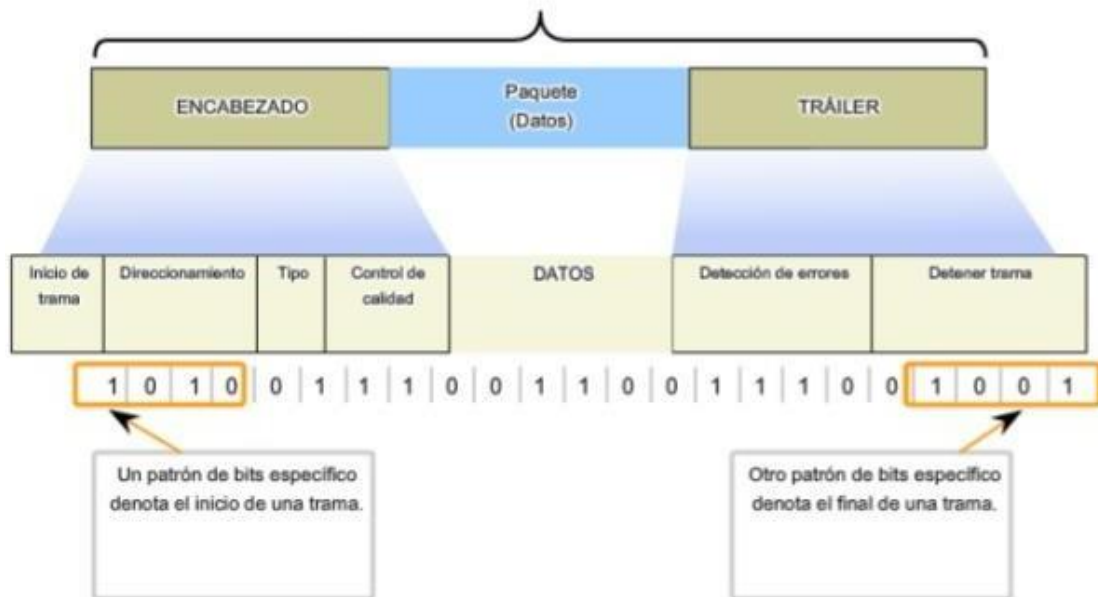 ENCABEZADO
Paquete
(Datos)
TRÁILER
Inicio de
trama
Direccionamiento
Tipo
Control de
calidad
DATOS
Detección de errores
Detener trama
1 0 1 0 0 1 1 1 0 0 1 1 0 0 1 1 1 0 0 1 0 0 1
Un patrón de bits específico
denota el inicio de una trama.
Otro patrón de bits específico
denota el final de una trama.